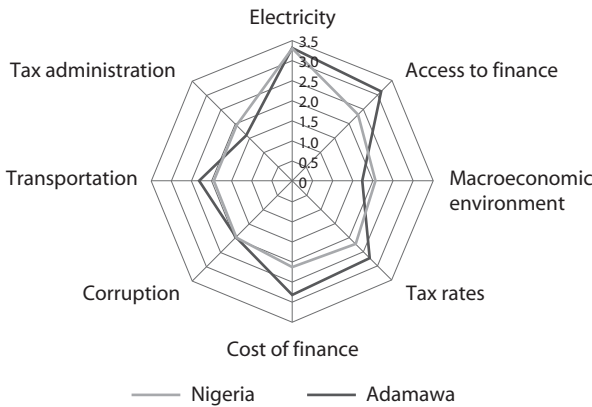 Electricity
3.5
3.0
2.5
2.0
1.5
1.0
0.5
0
Tax administration
Access to finance
Transportation
Macroeconomic
environment
Corruption
Tax rates
Cost of finance
Nigeria
Adamawa